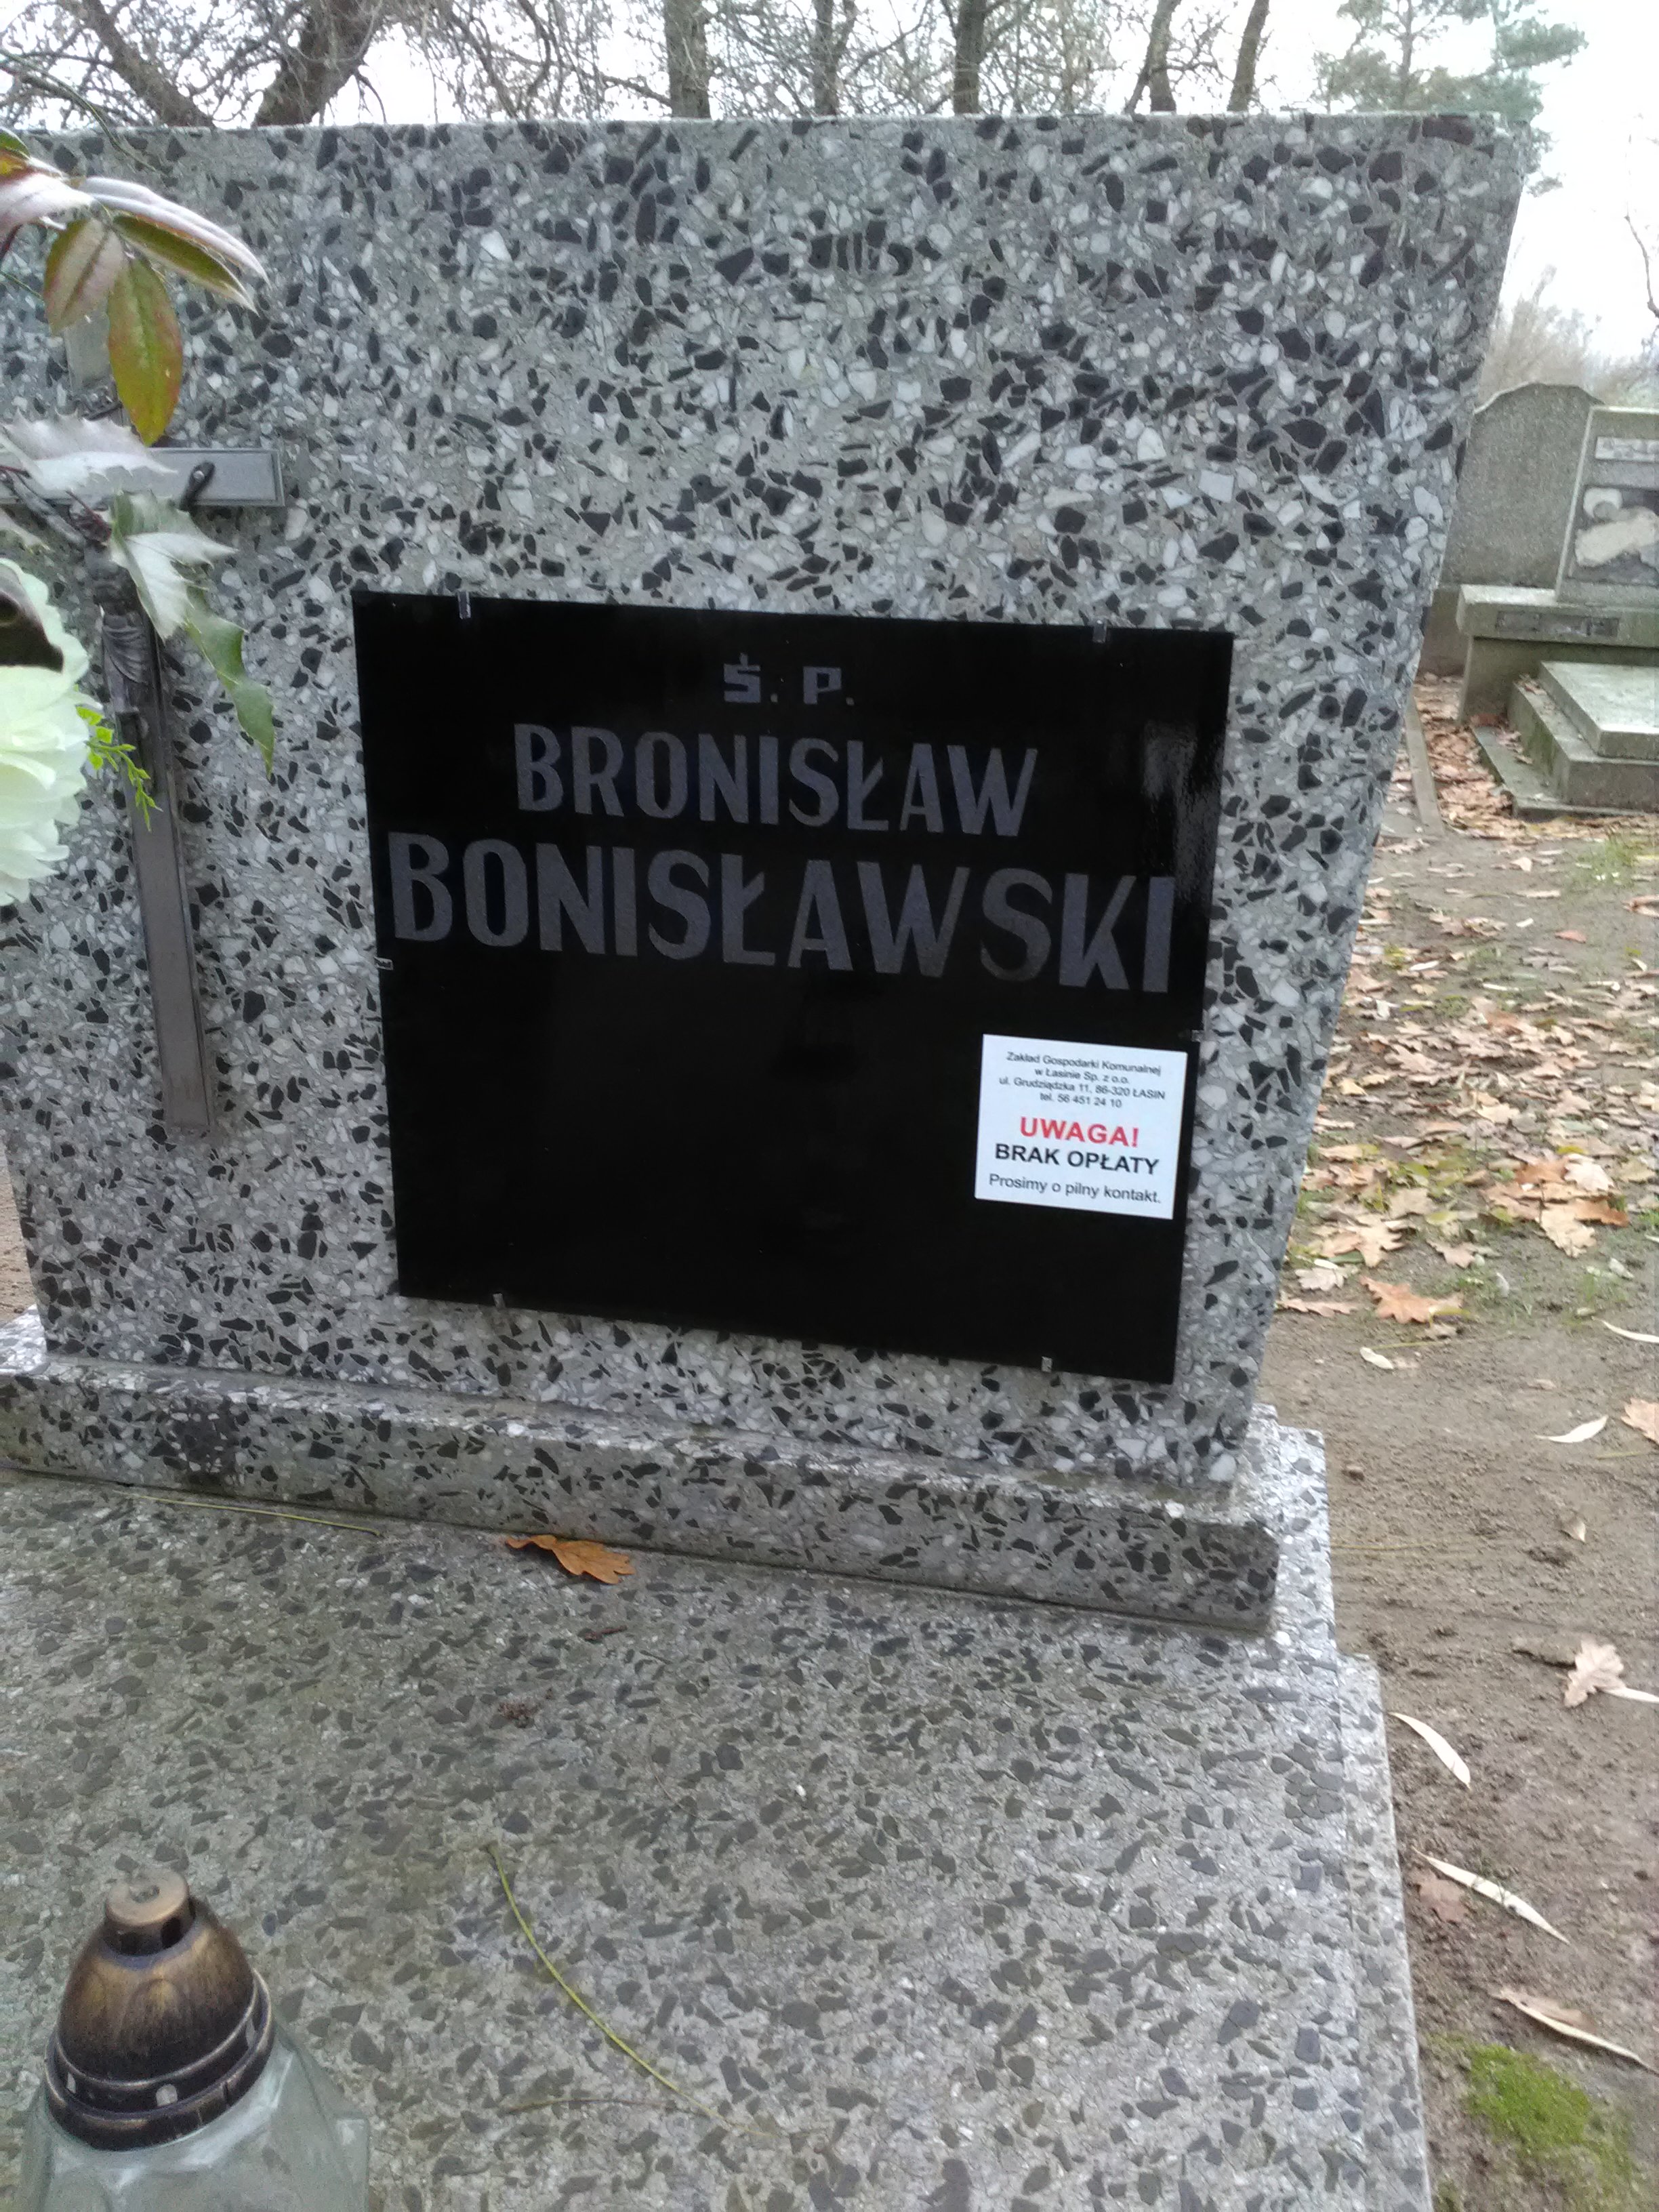 Ś. P.
BRONISŁAW
BONISŁAWSKI
Zakład Gospodarki Komunalnej
w Łasinie Sp. z o.o.
ul. Grudziądzka 11, 86-320 ŁASIN
tel. 56 451 24 10
UWAGA!
BRAK OPŁATY
Prosimy o pilny kontakt.